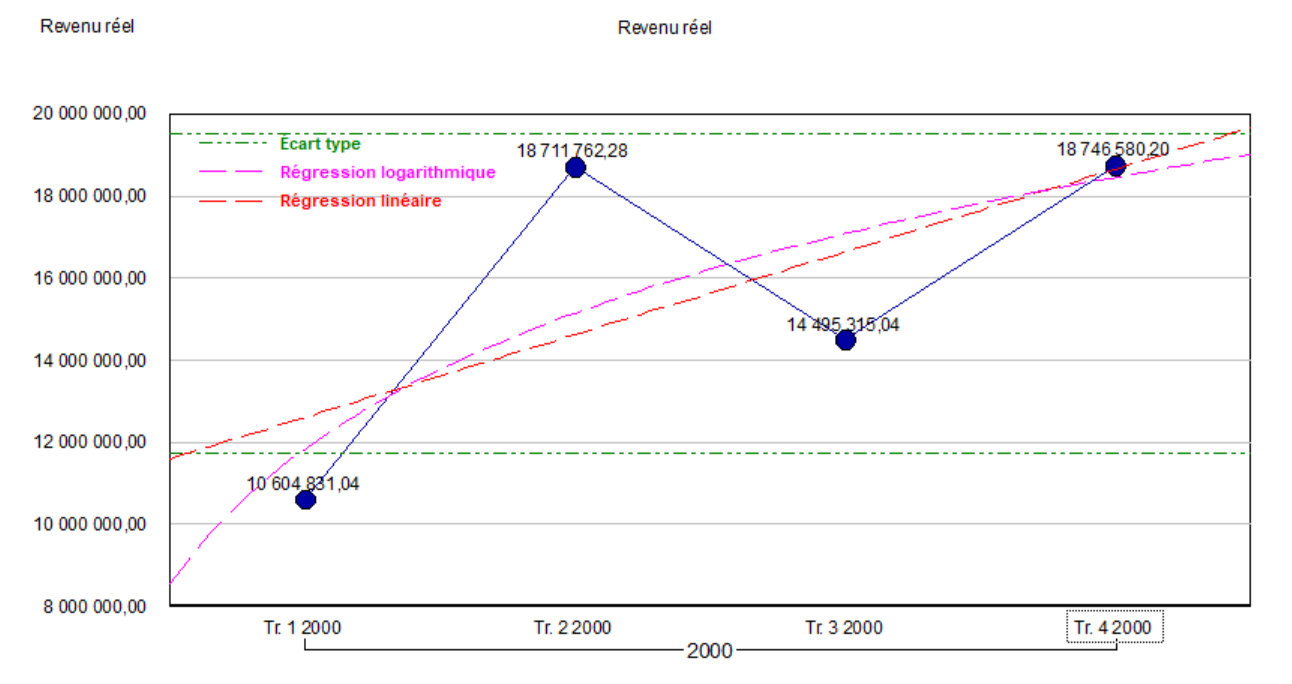 Revenu réel
Revenu réel
20 000 000,00
18 000 000,00
16 000 000,00
14 000 000,00
12 000 000,00
10 000 000,00
8 000 000,00
Écart type
Régression logarithmique
Régression linéaire
10 604 831,04
18 711 762,28
14 495 315,04
18 746 580,20
Tr. 1 2000
Tr. 2 2000
Tr. 3 2000
Tr. 4 2000
2000